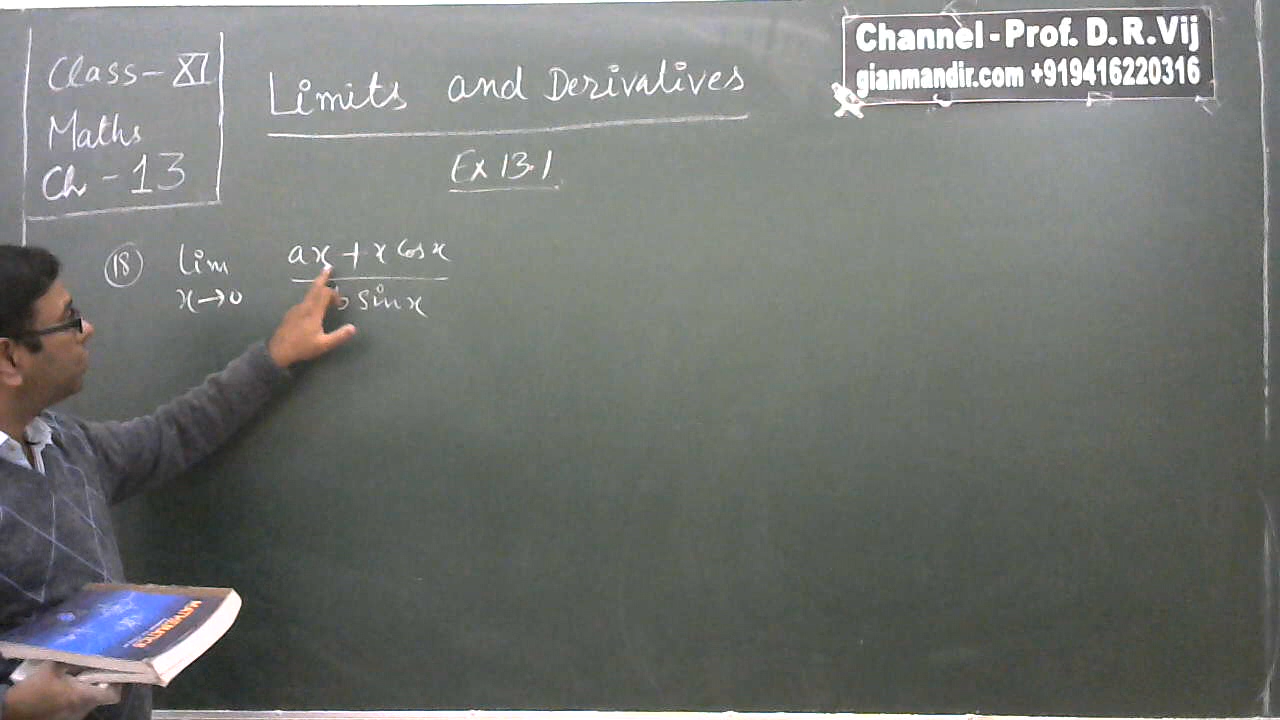 Class-XI
Maths
Ch-13
Limits and Derivatives
Ex 13.1
Channel - Prof. D. R. Vij
gianmandir.com +919416220316
(18) lim x→0 (ax + x cos x) / (b sin x)
MATHEMATICS